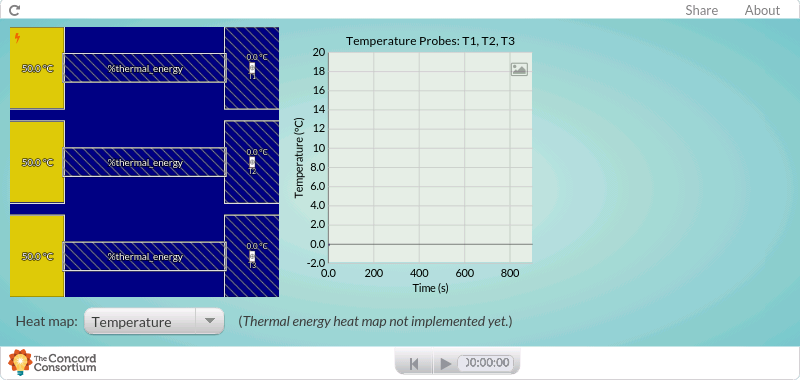 Share
About
50.0 °C
%thermal_energy
0.0 °C
T1
50.0 °C
%thermal_energy
0.0 °C
T2
50.0 °C
%thermal_energy
0.0 °C
T3
Temperature Probes: T1, T2, T3
20
18
16
14
12
10
8.0
6.0
4.0
2.0
0.0
-2.0
Temperature (°C)
0.0
200
400
600
800
Time (s)
Heat map:
Temperature
(Thermal energy heat map not implemented yet.)
The Concord
Consortium
00:00:00